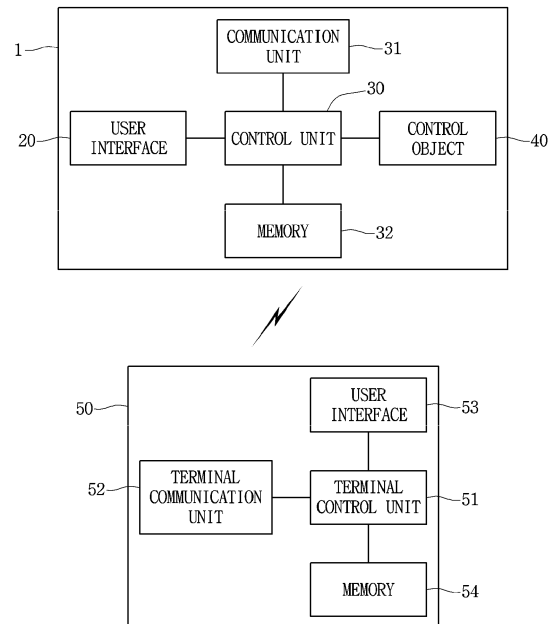 COMMUNICATION
UNIT
31
1
30
USER
INTERFACE
20
CONTROL UNIT
CONTROL
OBJECT
40
MEMORY
32
50
USER
INTERFACE
53
TERMINAL
COMMUNICATION
UNIT
52
TERMINAL
CONTROL UNIT
51
MEMORY
54